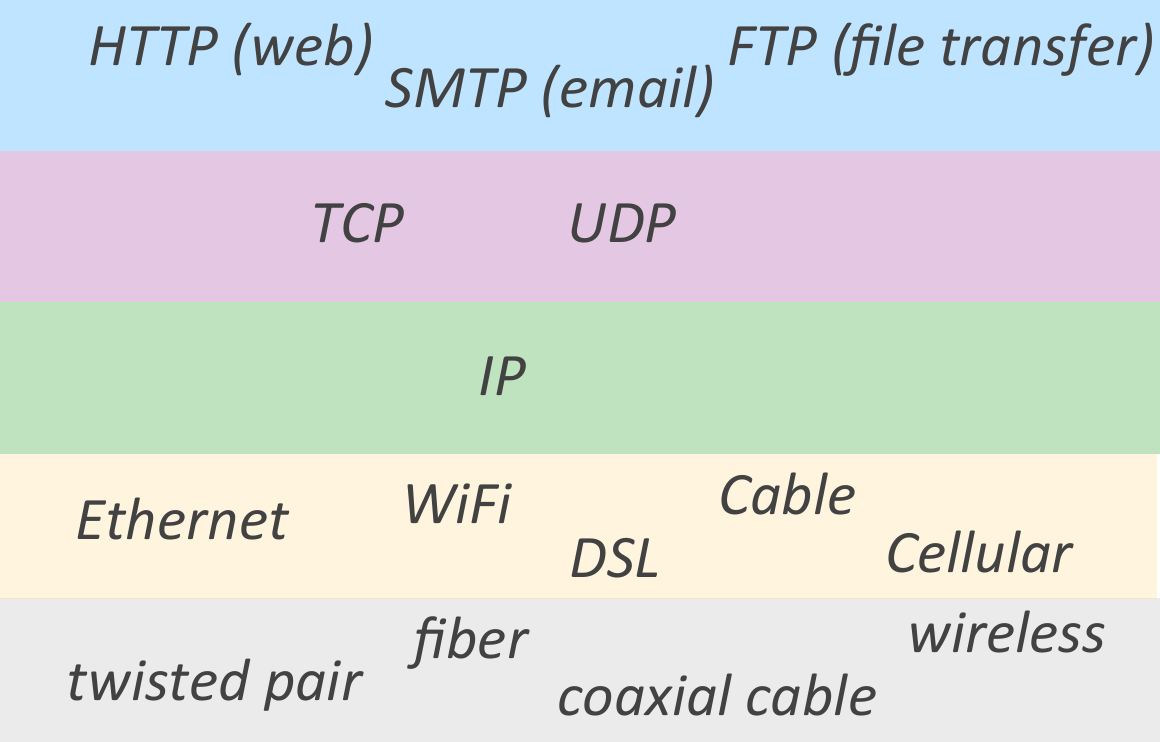 HTTP (web)
SMTP (email)
FTP (file transfer)
TCP
UDP
IP
Ethernet
WiFi
DSL
Cable
Cellular
twisted pair
fiber
coaxial cable
wireless